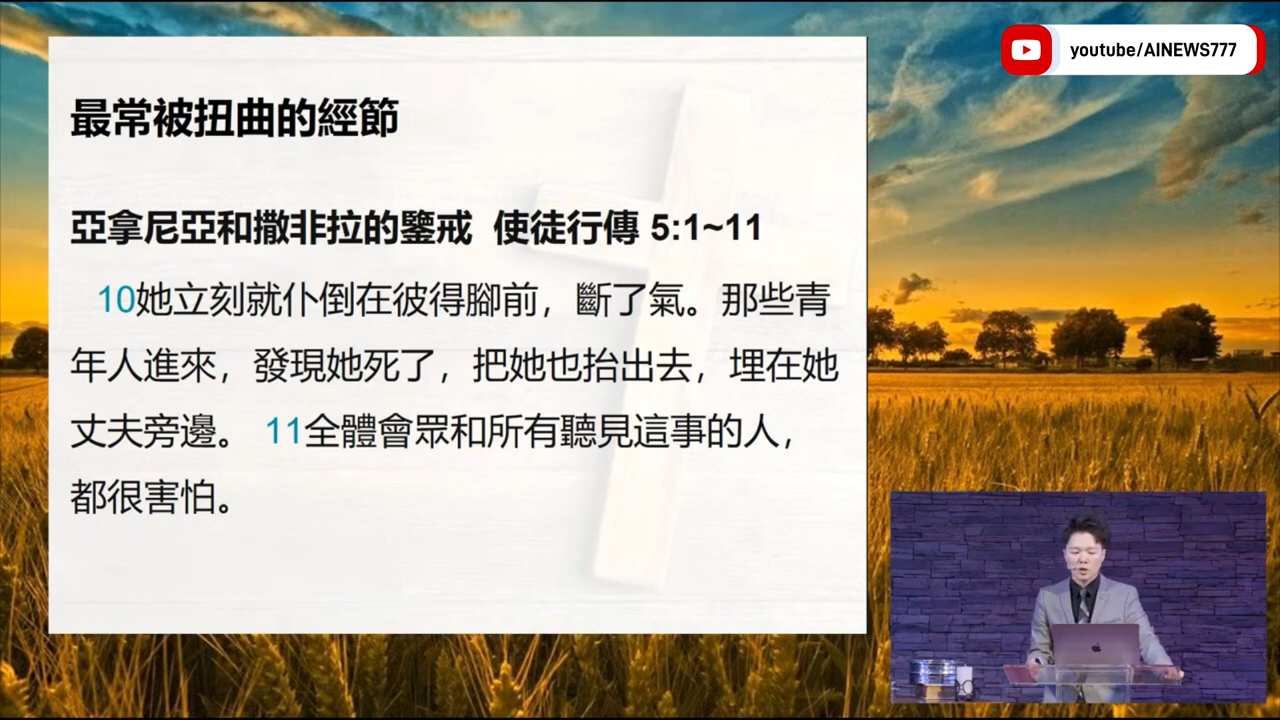 youtube/AINEWS777
最常被扭曲的經節
亞拿尼亞和撒非拉的鑒戒 使徒行傳 5:1~11
10她立刻就仆倒在彼得腳前，斷了氣。那些青
年人進來，發現她死了，把她也抬出去，埋在她
丈夫旁邊。 11全體會眾和所有聽見這事的人，
都很害怕。